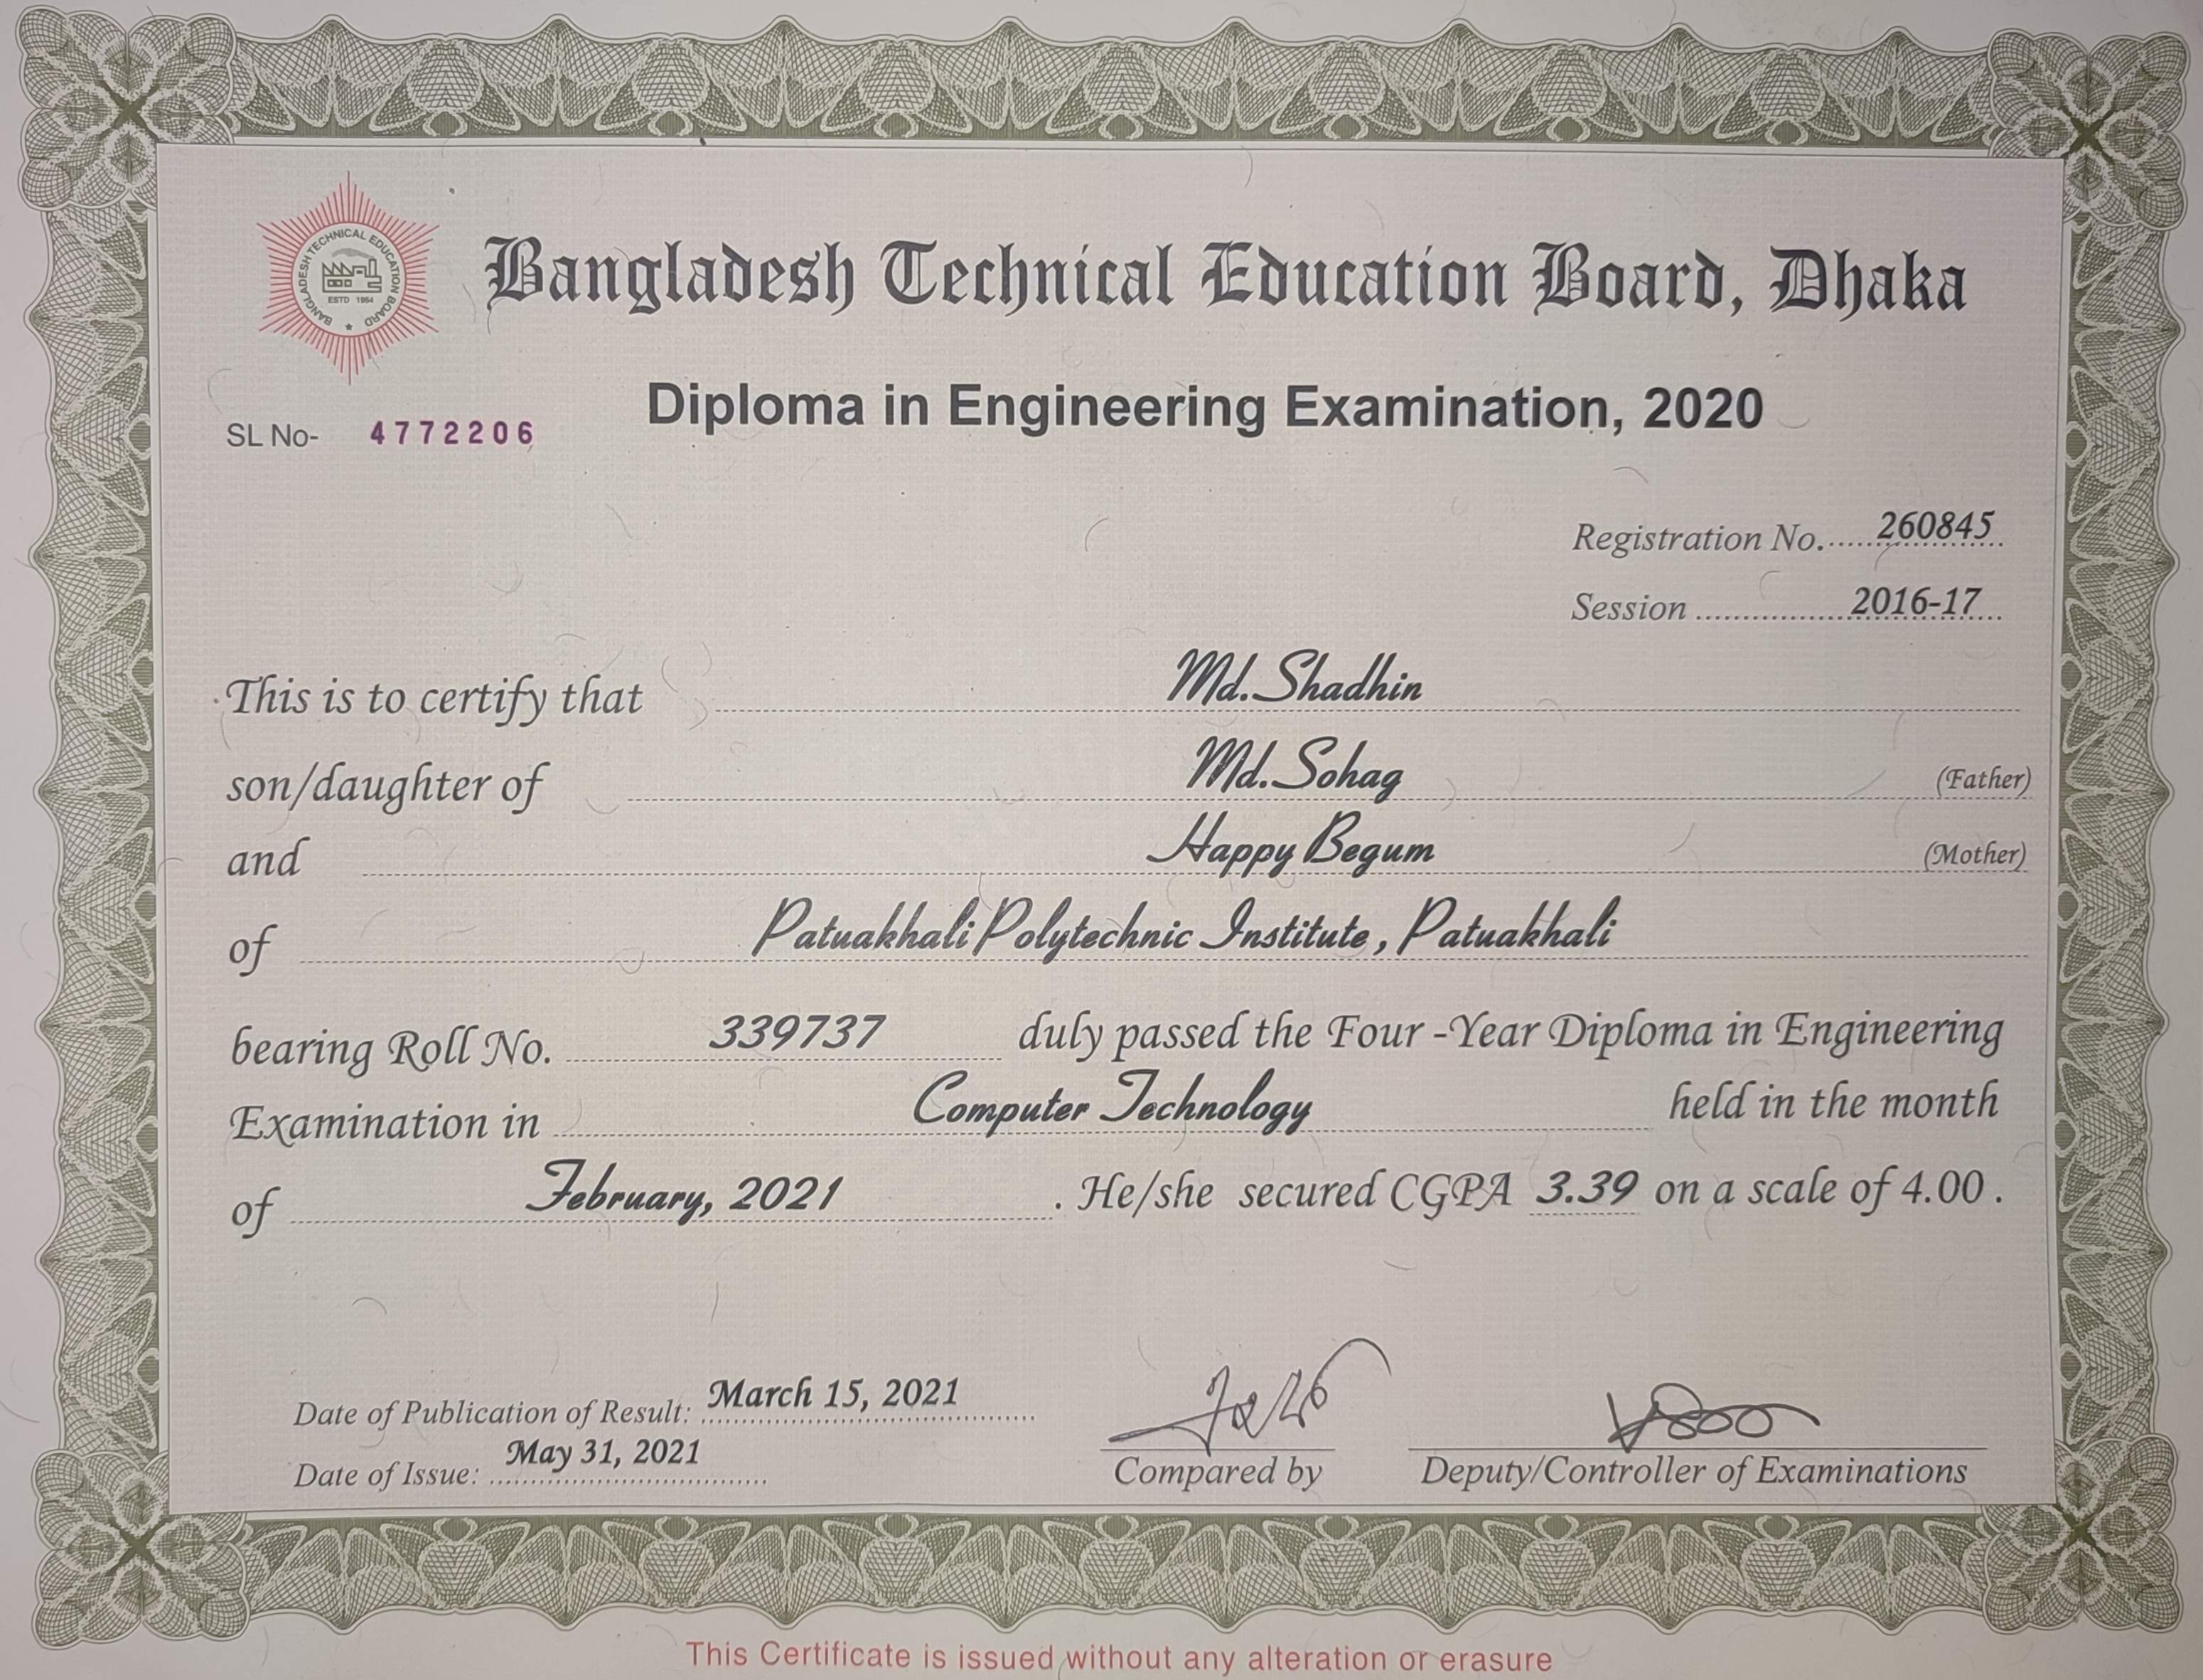 BANGLADESH TECHNICAL EDUCATION BOARD
ESTD 1954
Bangladesh Technical Education Board, Dhaka
Diploma in Engineering Examination, 2020
SL No- 4772206
Registration No. 260845
Session 2016-17
This is to certify that Md. Shadhin
son/daughter of Md. Sohag (Father)
and Happy Begum (Mother)
of Patuakhali Polytechnic Institute, Patuakhali
bearing Roll No. 339737 duly passed the Four -Year Diploma in Engineering
Examination in Computer Technology held in the month
of February, 2021 . He/she secured CGPA 3.39 on a scale of 4.00 .
Date of Publication of Result: March 15, 2021
Date of Issue: May 31, 2021
Compared by
Deputy/Controller of Examinations
This Certificate is issued without any alteration or erasure